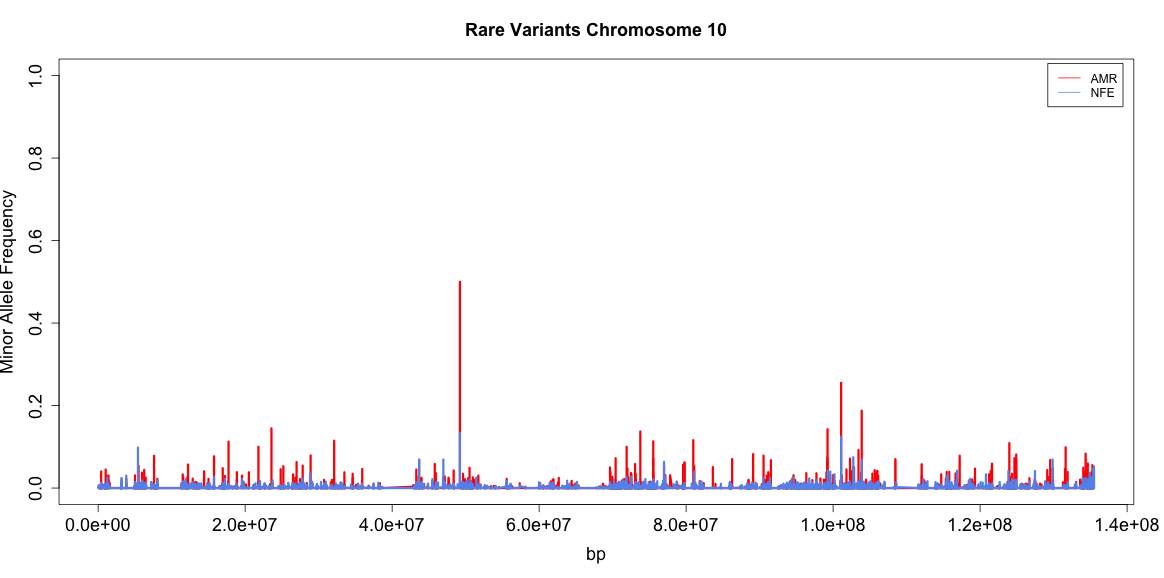 Rare Variants Chromosome 10
AMR
NFE
Minor Allele Frequency
1.0
0.8
0.6
0.4
0.2
0.0
0.0e+00 2.0e+07 4.0e+07 6.0e+07 8.0e+07 1.0e+08 1.2e+08 1.4e+08
bp